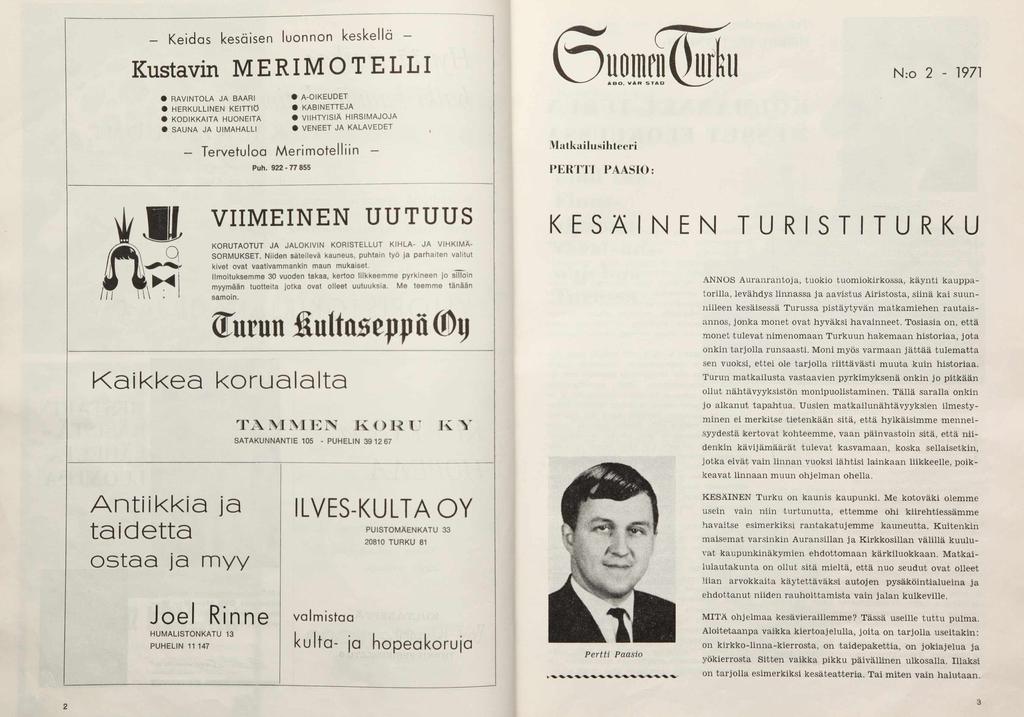 – Keidas kesäisen luonnon keskellä –
Kustavin MERIMOTELLI
● RAVINTOLA JA BAARI
● HERKULLINEN KEITTIÖ
● KODIKKAITA HUONEITA
● SAUNA JA UIMAHALLI
● A-OIKEUDET
● KABINETTEJA
● VIIHTYISIÄ HIRSIMAJOJA
● VENEET JA KALAVEDET
– Tervetuloa Merimotelliin –
Puh. 922 - 77 855
VIIMEINEN UUTUUS
KORUTAOTUT JA JALOKIVIN KORISTELLUT KIHLA- JA VIHKIMÄ-
SORMUKSET. Niiden säteilevä kauneus, puhtain työ ja parhaiten valitut
kivet ovat vaativammankin maun mukaiset.
Ilmoituksemme 30 vuoden takaa, kertoo liikkeemme pyrkineen jo silloin
myymään tuotteita jotka ovat olleet uutuuksia. Me teemme tänään
samoin.
Turun Kultaseppä Oy
Kaikkea korualalta
TAMMEN KORU KY
SATAKUNNANTIE 105 - PUHELIN 39 12 67
Antiikkia ja
taidetta
ostaa ja myy
Joel Rinne
HUMALISTONKATU 13
PUHELIN 11 147
ILVES-KULTA OY
PUISTOMÄENKATU 33
20810 TURKU 81
valmistaa
kulta- ja hopeakoruja
2
Suomen Turku
ÅBO, VÅR STAD
N:o 2 - 1971
Matkailusihteeri
PERTTI PAASIO:
KESÄINEN TURISTITURKU
ANNOS Auranrantoja, tuokio tuomiokirkossa, käynti kauppa-
torilla, levähdys linnassa ja aavistus Airistosta, siinä kai suun-
nilleen kesäisessä Turussa pistäytyvän matkamiehen rautais-
annos, jonka monet ovat hyväksi havainneet. Tosiasia on, että
monet tulevat nimenomaan Turkuun hakemaan historiaa, jota
onkin tarjolla runsaasti. Moni myös varmaan jättää tulematta
sen vuoksi, ettei ole tarjolla riittävästi muuta kuin historiaa.
Turun matkailusta vastaavien pyrkimyksenä onkin jo pitkään
ollut nähtävyyksistön monipuolistaminen. Tällä saralla onkin
jo alkanut tapahtua. Uusien matkailunähtävyyksien ilmesty-
minen ei merkitse tietenkään sitä, että hylkäisimme mennei-
syydestä kertovat kohteemme, vaan päinvastoin sitä, että nii-
denkin kävijämäärät tulevat kasvamaan, koska sellaisetkin,
jotka eivät vain linnan vuoksi lähtisi lainkaan liikkeelle, poik-
keavat linnaan muun ohjelman ohella.
KESÄINEN Turku on kaunis kaupunki. Me kotoväki olemme
usein vain niin turtunutta, ettemme ohi kiirehtiessämme
havaitse esimerkiksi rantakatujemme kauneutta. Kuitenkin
maisemat varsinkin Auransillan ja Kirkkosillan välillä kuulu-
vat kaupunkinäkymien ehdottomaan kärkiluokkaan. Matkai-
lulautakunta on ollut sitä mieltä, että nuo seudut ovat olleet
liian arvokkaita käytettäväksi autojen pysäköintialueina ja
ehdottanut niiden rauhoittamista vain jalan kulkeville.
MITÄ ohjelmaa kesävieraillemme? Tässä useille tuttu pulma.
Aloitetaanpa vaikka kiertoajelulla, joita on tarjolla useitakin:
on kirkko-linna-kierrosta, on taidepakettia, on jokiajelua ja
yökierrosta Sitten vaikka pikku päivällinen ulkosalla. Illaksi
on tarjolla esimerkiksi kesäteatteria. Tai miten vain halutaan.
Pertti Paasio
3